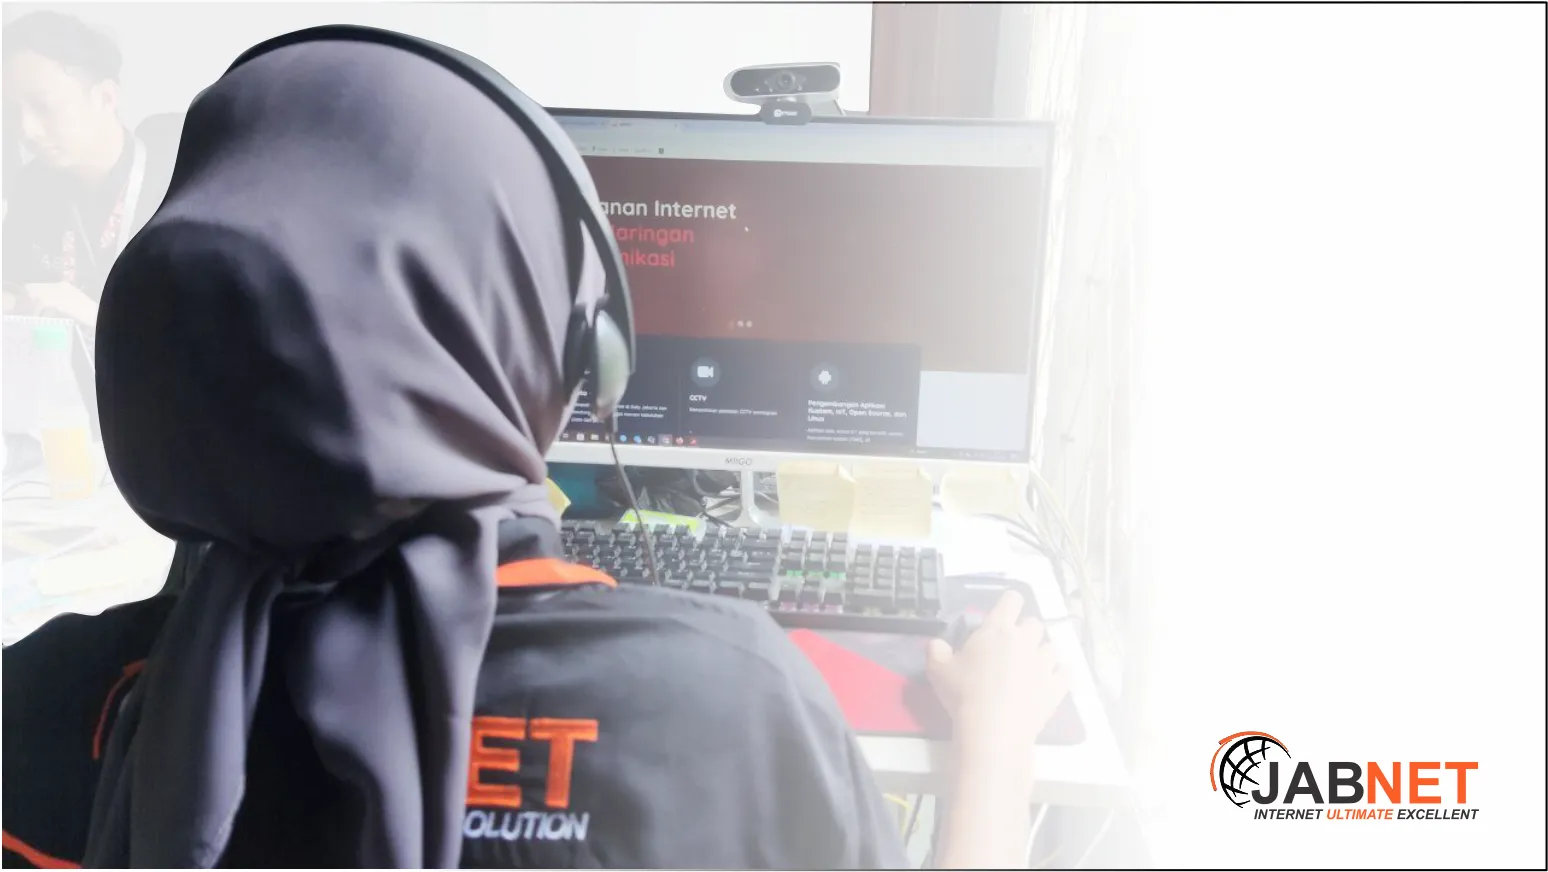 anan Internet
aringan
nikasi
CCTV
Pengembangan Aplikasi
Kustom, IoT, Open Source, dan
Linux
MIIGO
ET
OLUTION
JABNET
INTERNET ULTIMATE EXCELLENT